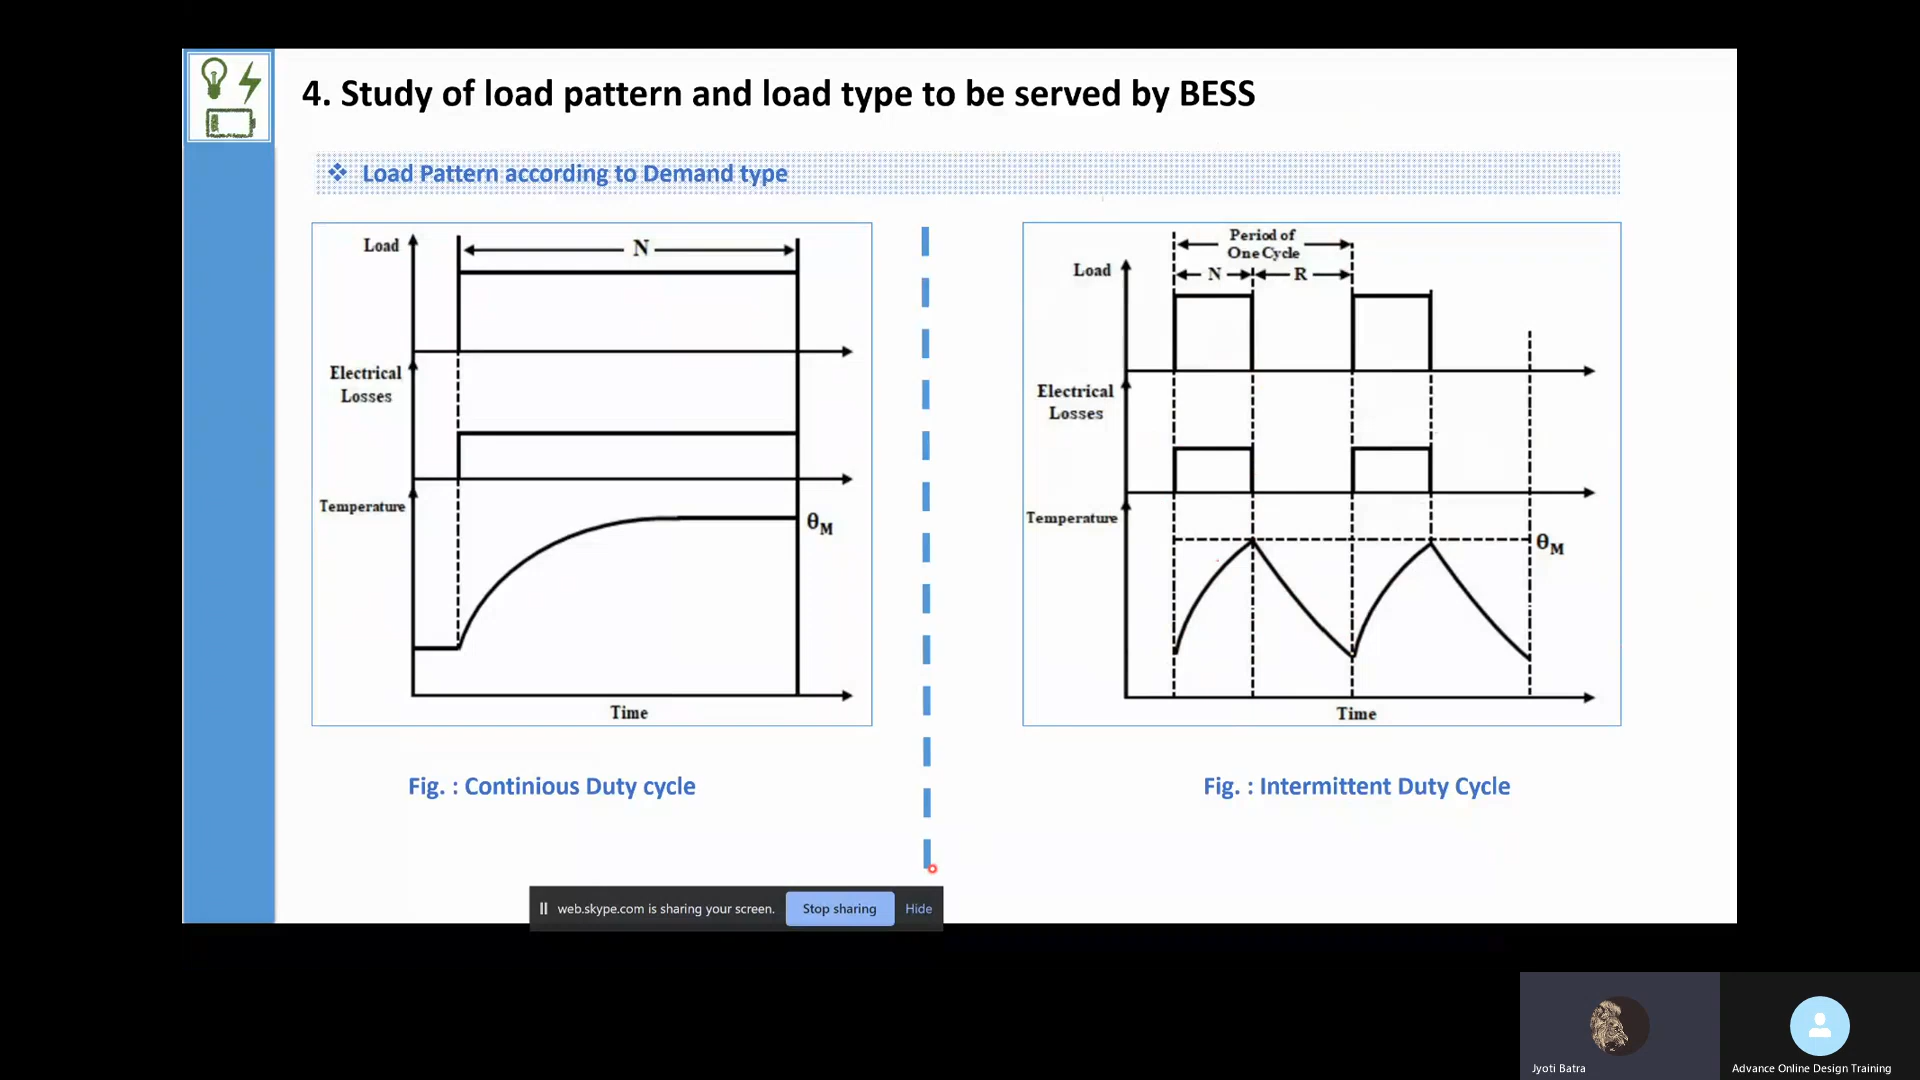 4. Study of load pattern and load type to be served by BESS
❖ Load Pattern according to Demand type
Load
N
Electrical
Losses
Temperature
θM
Time
Fig. : Continious Duty cycle
Period of
One Cycle
Load
N
R
Electrical
Losses
Temperature
θM
Time
Fig. : Intermittent Duty Cycle
web.skype.com is sharing your screen.
Stop sharing
Hide
Jyoti Batra
Advance Online Design Training